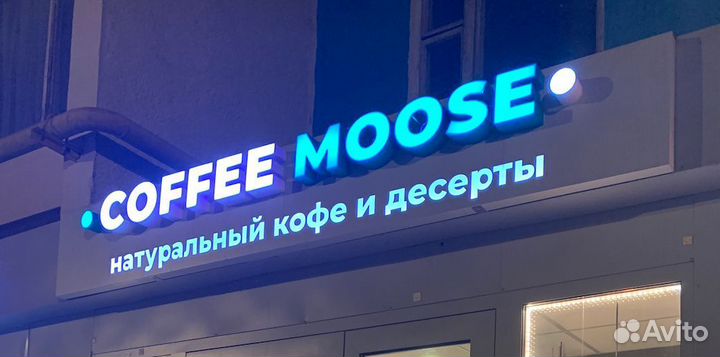 • COFFEE MOOSE •
натуральный кофе и десерты
Avito